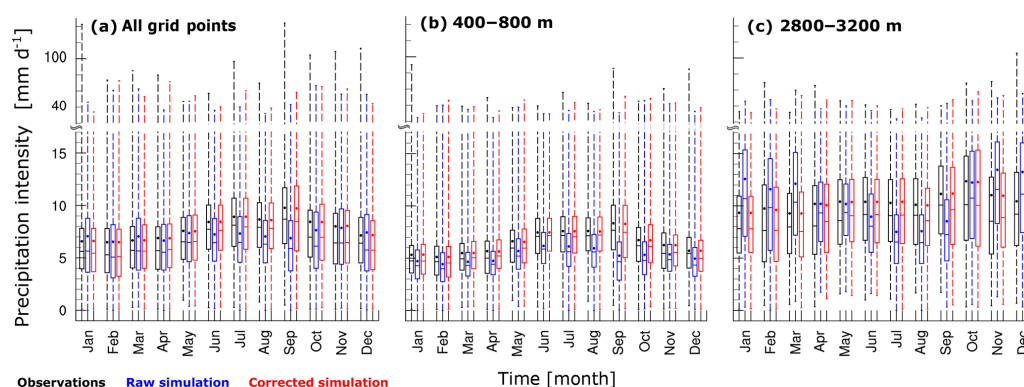 (a) All grid points
(b) 400–800 m
(c) 2800–3200 m
Precipitation intensity [mm d-1]
100
40
15
10
5
0
Jan Feb Mar Apr May Jun Jul Aug Sep Oct Nov Dec
Jan Feb Mar Apr May Jun Jul Aug Sep Oct Nov Dec
Jan Feb Mar Apr May Jun Jul Aug Sep Oct Nov Dec
Time [month]
Observations Raw simulation Corrected simulation